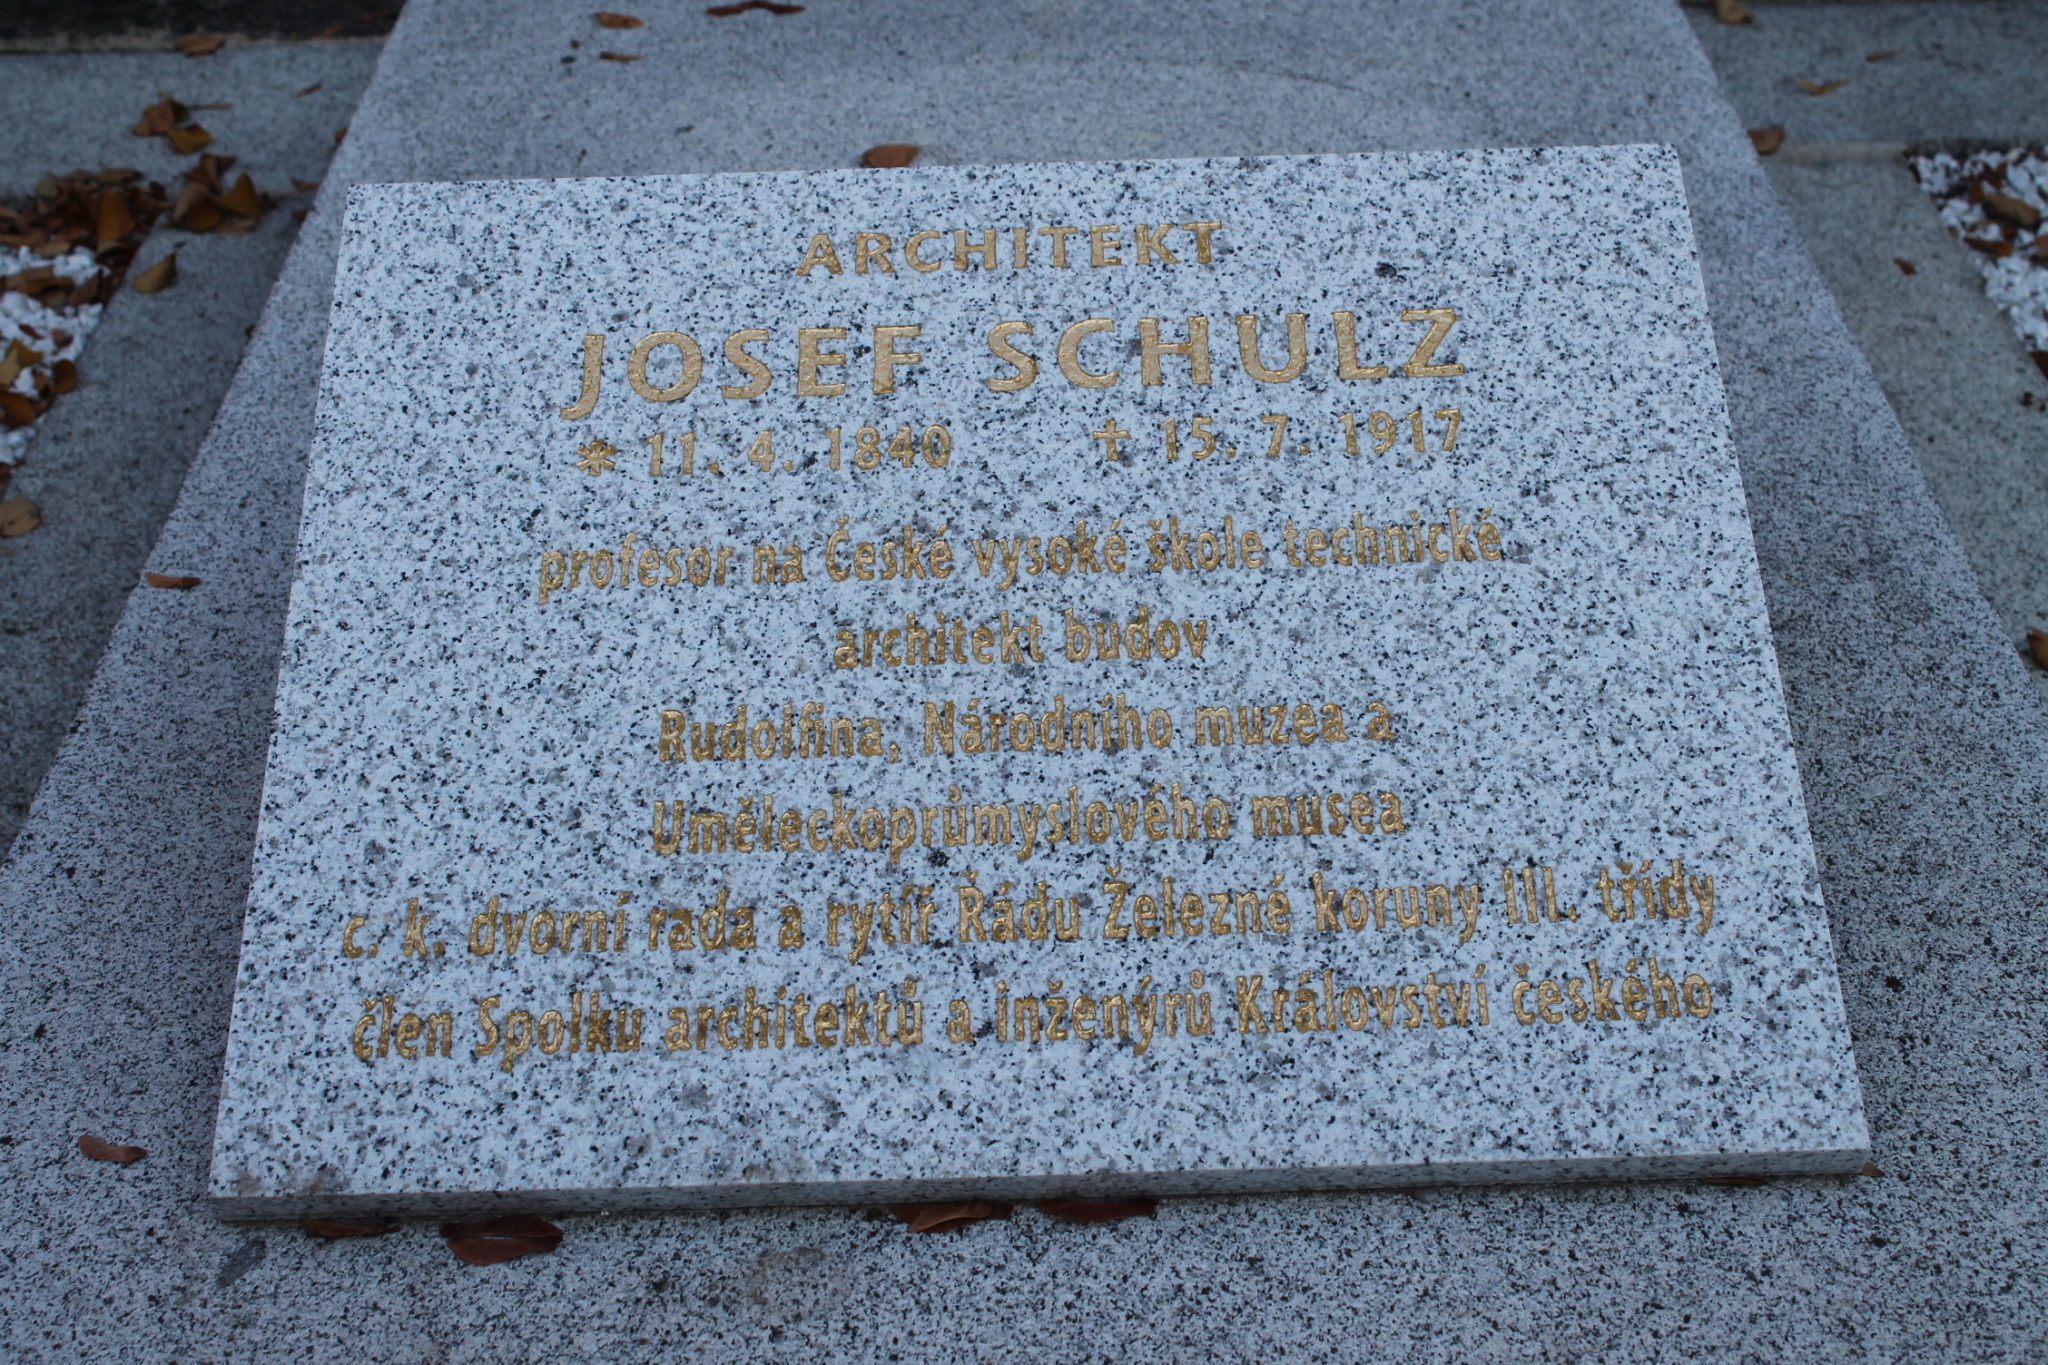 ARCHITEKT
JOSEF SCHULZ
* 11. 4. 1840 † 15. 7. 1917
profesor na České vysoké škole technické
architekt budov
Rudolfina, Národního muzea a
Uměleckoprůmyslového musea
c. k. dvorní rada a rytíř Řádu Železné koruny III. třídy
člen Spolku architektů a inženýrů Království českého